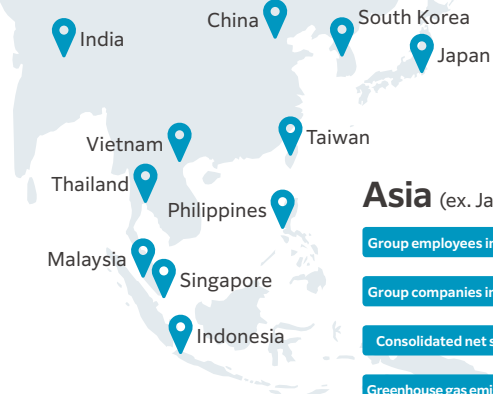 China
South Korea
India
Japan
Vietnam
Taiwan
Thailand
Philippines
Asia (ex. Ja
Malaysia
Singapore
Indonesia
Group employees in
Group companies in
Consolidated net s
Greenhouse gas emi